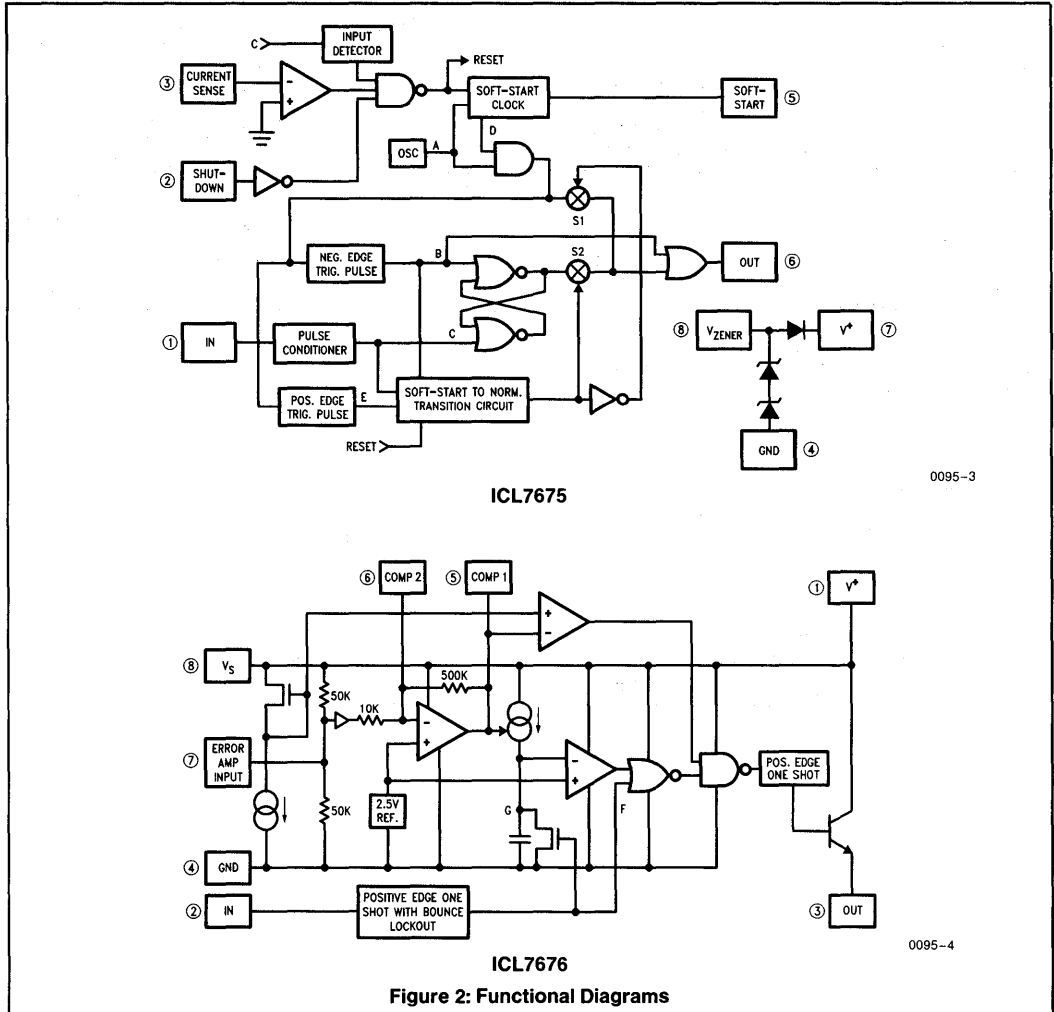 C
INPUT
DETECTOR
RESET
③ CURRENT
SENSE
-
+
SOFT-START
CLOCK
SOFT-
START ⑤
D
OSC
A
② SHUT-
DOWN
S1
NEG. EDGE
TRIG. PULSE
B
S2
OUT ⑥
① IN
PULSE
CONDITIONER
C
⑧ VZENER
V+ ⑦
POS. EDGE
TRIG. PULSE
E
SOFT-START TO NORM.
TRANSITION CIRCUIT
RESET
GND ④
0095-3
ICL7675
⑥ COMP 2
⑤ COMP 1
① V+
+
-
⑧ VS
50K
500K
10K
-
+
⑦ ERROR
AMP
INPUT
-
+
POS. EDGE
ONE SHOT
50K
2.5V
REF.
G
F
④ GND
② IN
POSITIVE EDGE ONE
SHOT WITH BOUNCE
LOCKOUT
③ OUT
0095-4
ICL7676
Figure 2: Functional Diagrams